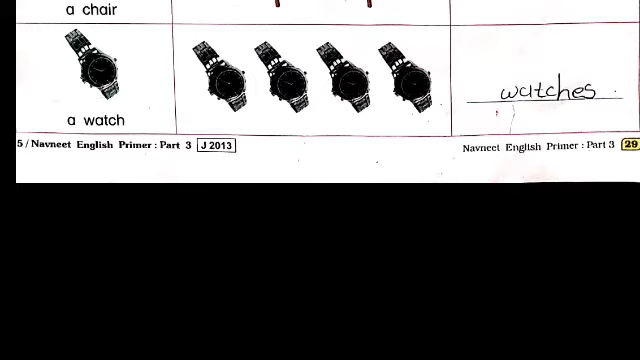 a chair
watches
a watch
5 / Navneet English Primer : Part 3 J 2013
Navneet English Primer : Part 3 29